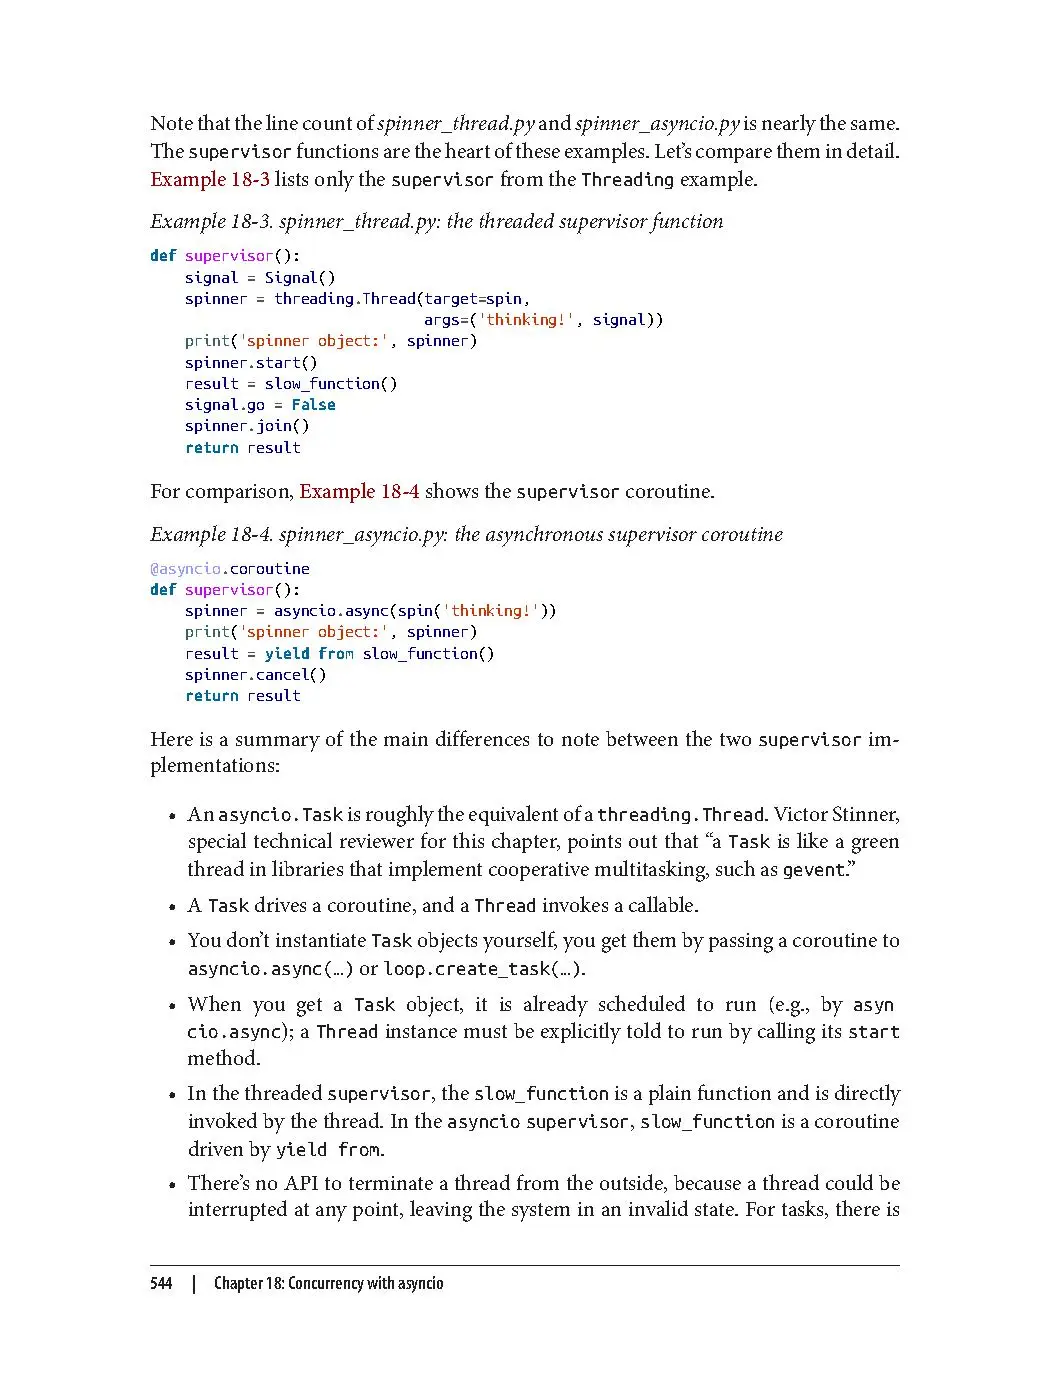 Note that the line count of spinner_thread.py and spinner_asyncio.py is nearly the same.
The supervisor functions are the heart of these examples. Let’s compare them in detail.
Example 18-3 lists only the supervisor from the Threading example.
Example 18-3. spinner_thread.py: the threaded supervisor function
def supervisor():
    signal = Signal()
    spinner = threading.Thread(target=spin,
                               args=('thinking!', signal))
    print('spinner object:', spinner)
    spinner.start()
    result = slow_function()
    signal.go = False
    spinner.join()
    return result
For comparison, Example 18-4 shows the supervisor coroutine.
Example 18-4. spinner_asyncio.py: the asynchronous supervisor coroutine
@asyncio.coroutine
def supervisor():
    spinner = asyncio.async(spin('thinking!'))
    print('spinner object:', spinner)
    result = yield from slow_function()
    spinner.cancel()
    return result
Here is a summary of the main differences to note between the two supervisor im-
plementations:
• An asyncio.Task is roughly the equivalent of a threading.Thread. Victor Stinner,
special technical reviewer for this chapter, points out that “a Task is like a green
thread in libraries that implement cooperative multitasking, such as gevent.”
• A Task drives a coroutine, and a Thread invokes a callable.
• You don’t instantiate Task objects yourself, you get them by passing a coroutine to
asyncio.async(…) or loop.create_task(…).
• When you get a Task object, it is already scheduled to run (e.g., by asyn
cio.async); a Thread instance must be explicitly told to run by calling its start
method.
• In the threaded supervisor, the slow_function is a plain function and is directly
invoked by the thread. In the asyncio supervisor, slow_function is a coroutine
driven by yield from.
• There’s no API to terminate a thread from the outside, because a thread could be
interrupted at any point, leaving the system in an invalid state. For tasks, there is
544 | Chapter 18: Concurrency with asyncio